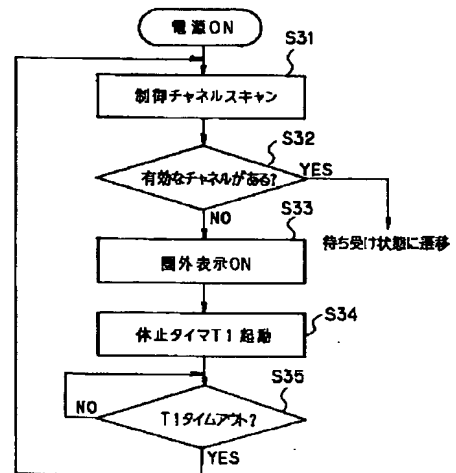 電源ON
S31
制御チャネルスキャン
S32
有効なチャネルがある?
YES
NO
待ち受け状態に遷移
S33
圏外表示ON
S34
休止タイマT1起動
S35
T1タイムアウト?
NO
YES